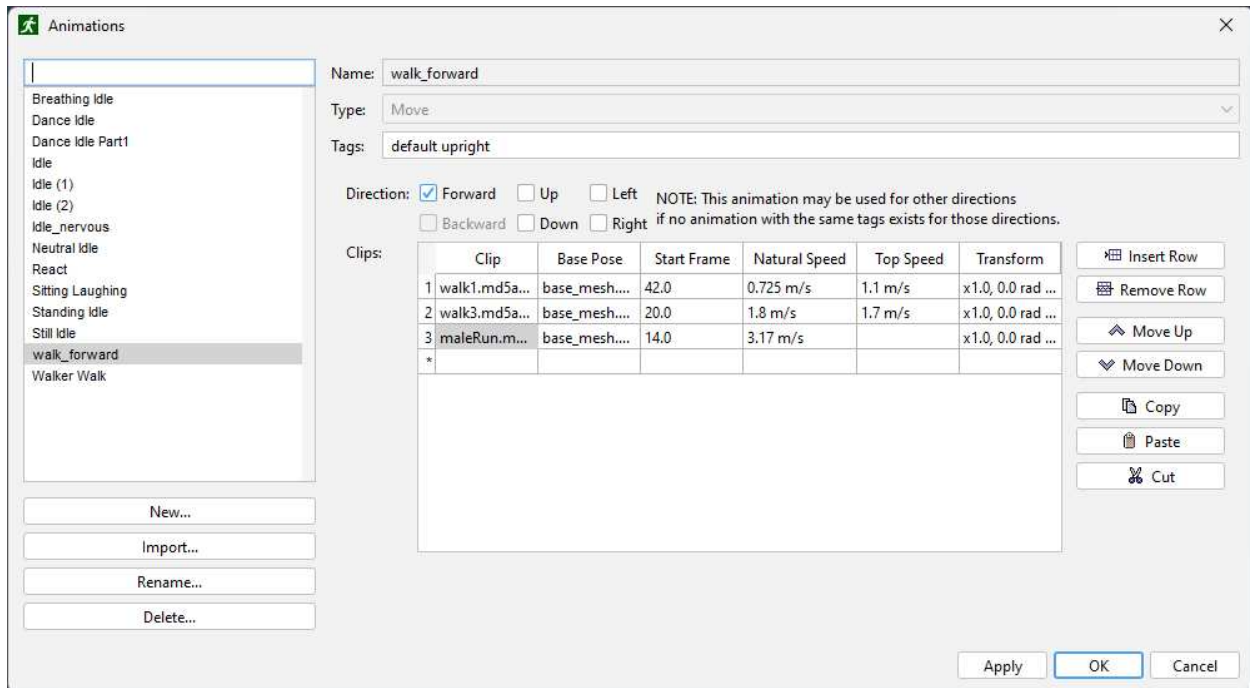 Animations
Name: walk_forward
Type: Move
Tags: default upright
Breathing Idle
Dance Idle
Dance Idle Part1
Idle
Idle (1)
Idle (2)
Idle_nervous
Neutral Idle
React
Sitting Laughing
Standing Idle
Still Idle
walk_forward
Walker Walk
New...
Import...
Rename...
Delete...
Direction: Forward Up Left
Backward Down Right
NOTE: This animation may be used for other directions
if no animation with the same tags exists for those directions.
Clips:
Clip Base Pose Start Frame Natural Speed Top Speed Transform
1 walk1.md5a... base_mesh.... 42.0 0.725 m/s 1.1 m/s x1.0, 0.0 rad ...
2 walk3.md5a... base_mesh.... 20.0 1.8 m/s 1.7 m/s x1.0, 0.0 rad ...
3 maleRun.m... base_mesh.... 14.0 3.17 m/s x1.0, 0.0 rad ...
*
Insert Row
Remove Row
Move Up
Move Down
Copy
Paste
Cut
Apply OK Cancel